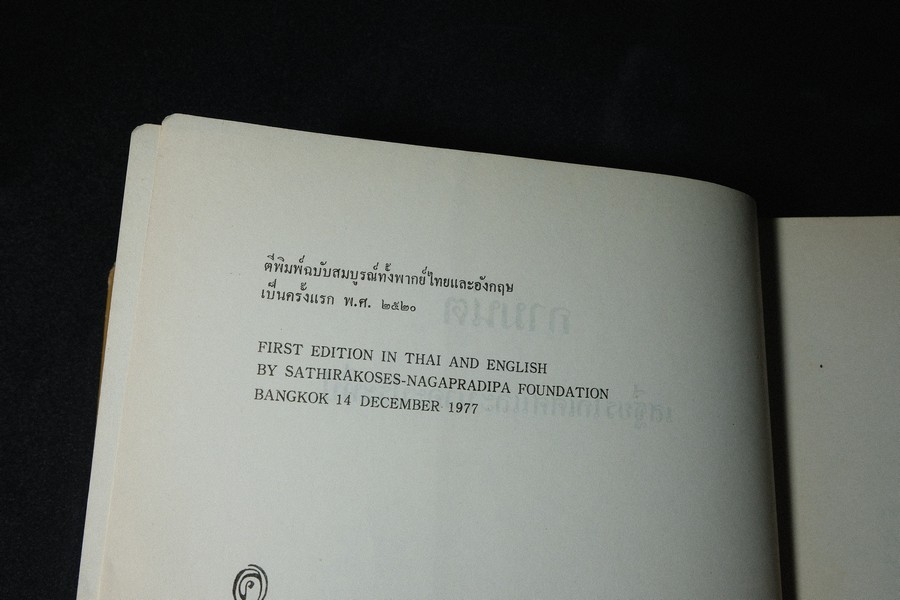 ตีพิมพ์ฉบับสมบูรณ์ทั้งพากย์ไทยและอังกฤษ
เป็นครั้งแรก พ.ศ. ๒๕๒๐
FIRST EDITION IN THAI AND ENGLISH
BY SATHIRAKOSES-NAGAPRADIPA FOUNDATION
BANGKOK 14 DECEMBER 1977